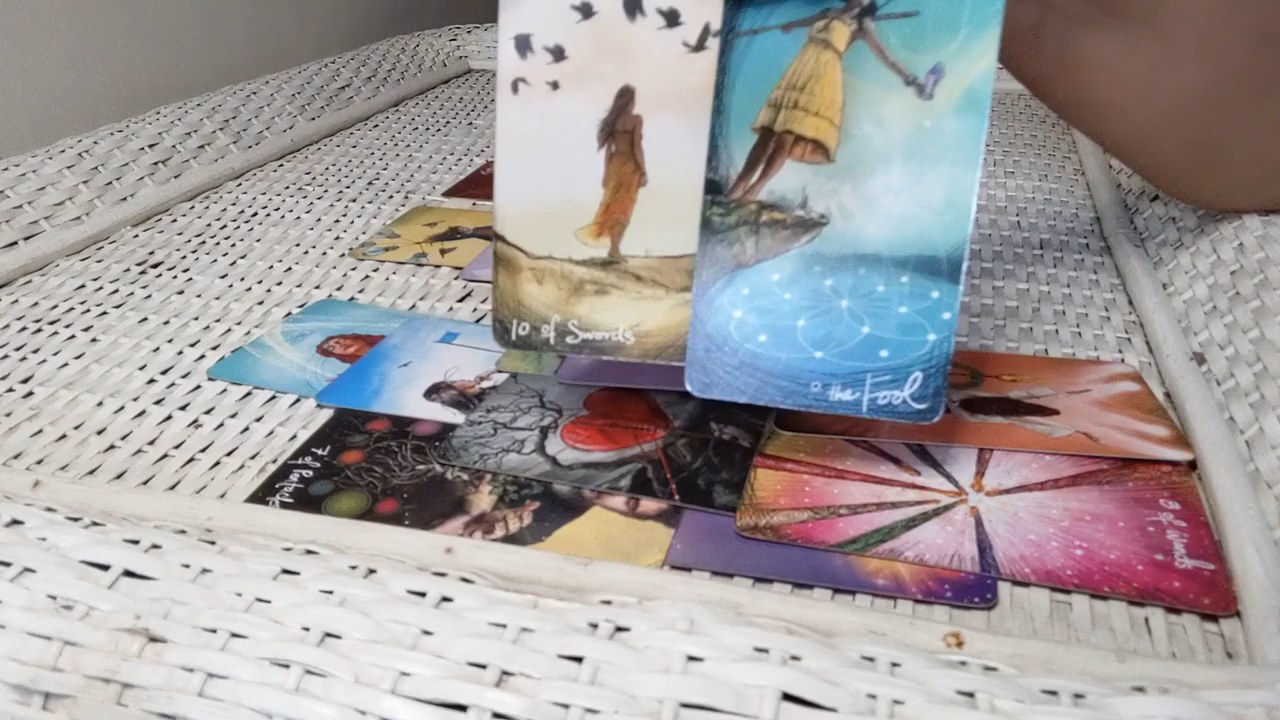 10 of Swords
0 the Fool
7 of Pentacles
8 of Wands